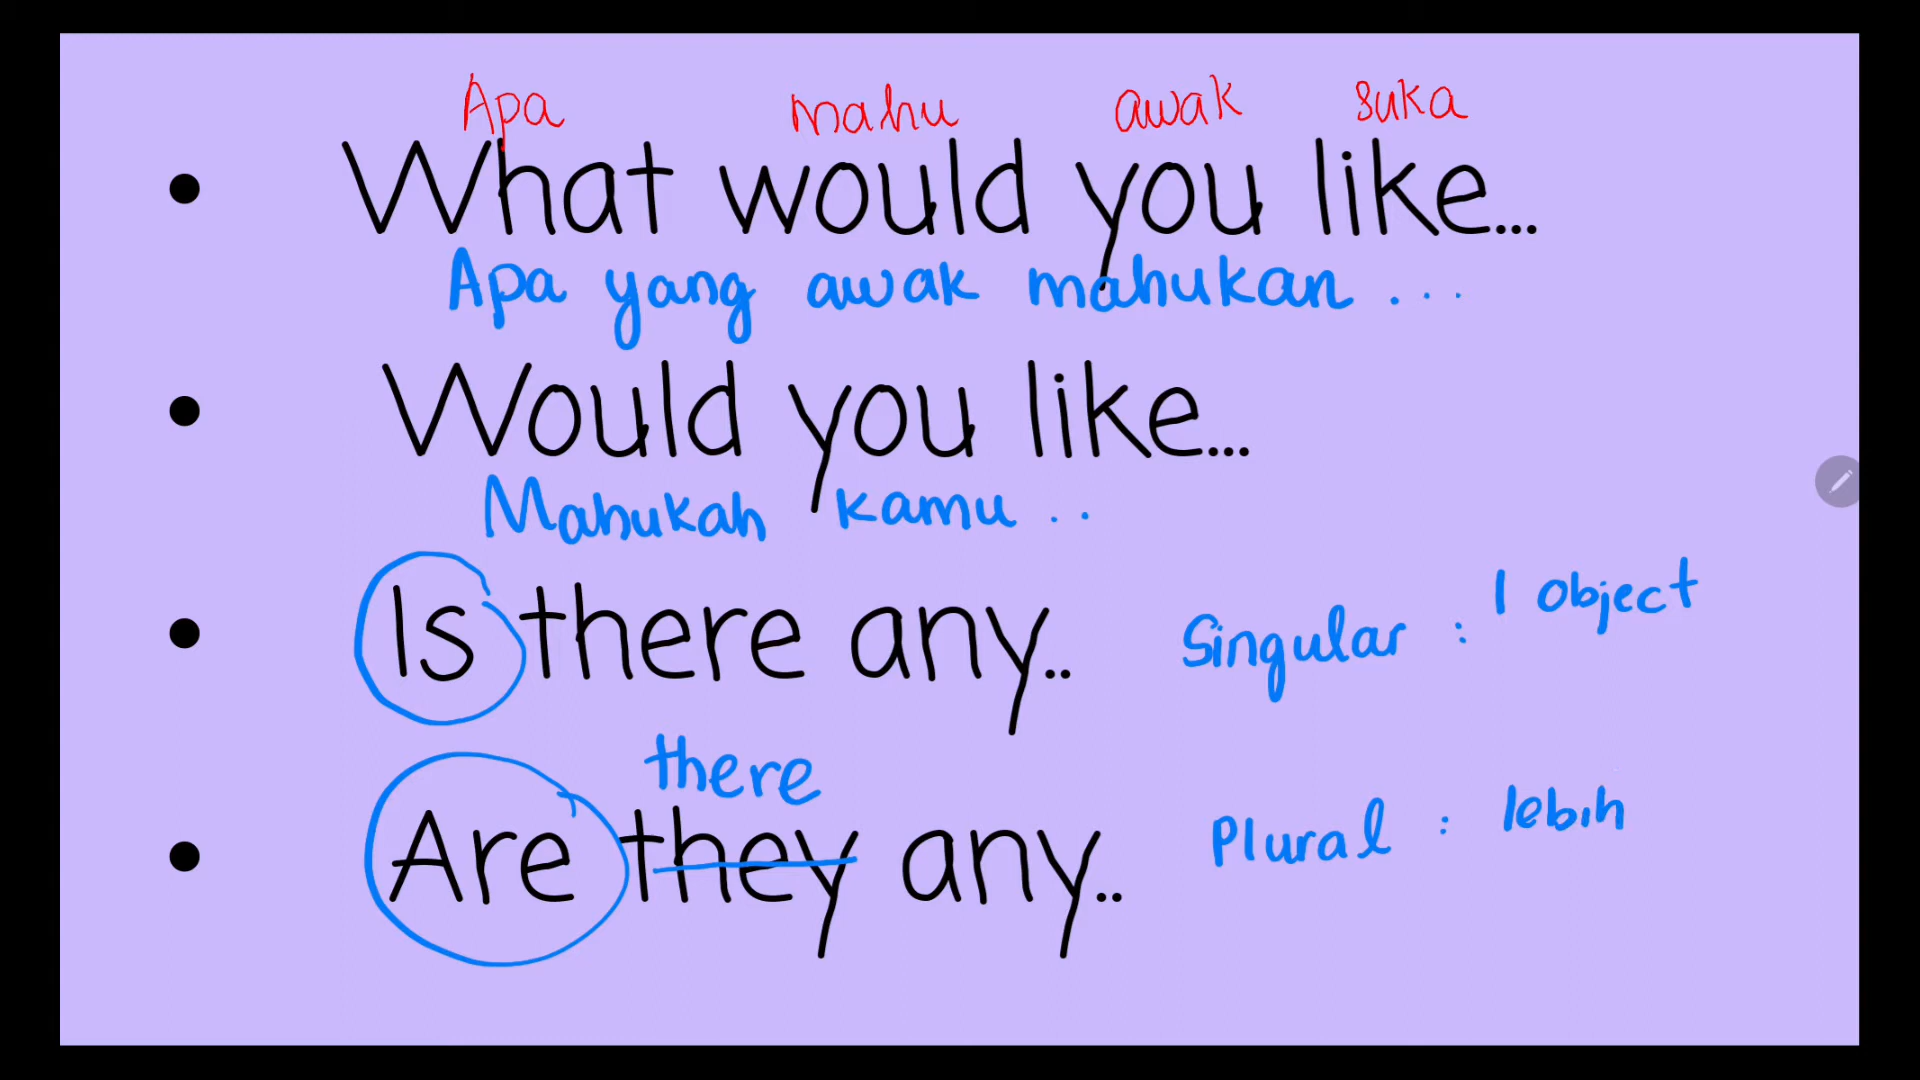 Apa mahu awak suka
• What would you like...
Apa yang awak mahukan ...
• Would you like...
Mahukah kamu ..
• Is there any.. Singular : 1 object
there
• Are they any.. Plural : lebih